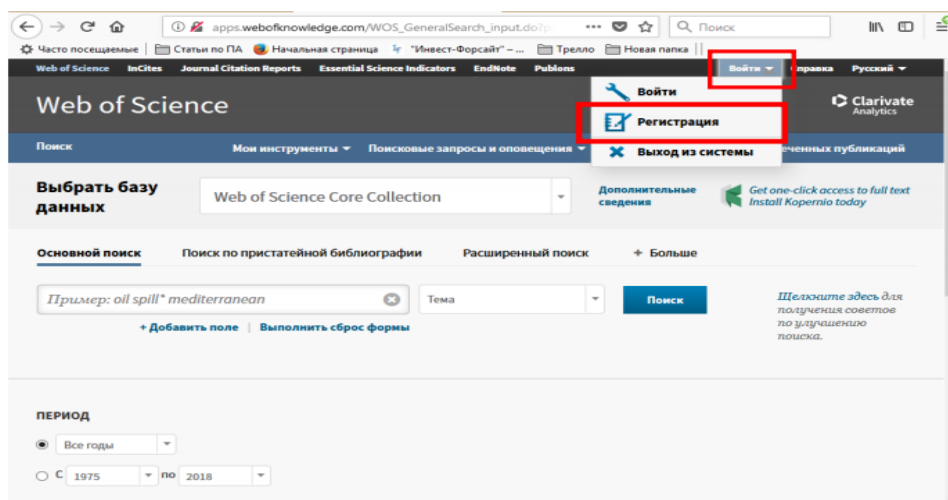 apps.webofknowledge.com/WOS_GeneralSearch_input.do?p
Поиск
Часто посещаемые Статьи по ПА Начальная страница "Инвест-Форсайт" – ... Трелло Новая папка
Web of Science InCites Journal Citation Reports Essential Science Indicators EndNote Publons Войти Справка Русский
Web of Science
Войти
Clarivate
Analytics
Регистрация
Поиск Мои инструменты Поисковые запросы и оповещения Выход из системы публикаций
Выбрать базу
данных
Web of Science Core Collection
Дополнительные
сведения
Get one-click access to full text
Install Kopernio today
Основной поиск Поиск по пристатейной библиографии Расширенный поиск + Больше
Пример: oil spill* mediterranean Тема Поиск
Щелкните здесь для
получения советов
по улучшению
поиска.
+ Добавить поле | Выполнить сброс формы
ПЕРИОД
Все годы
С 1975 по 2018